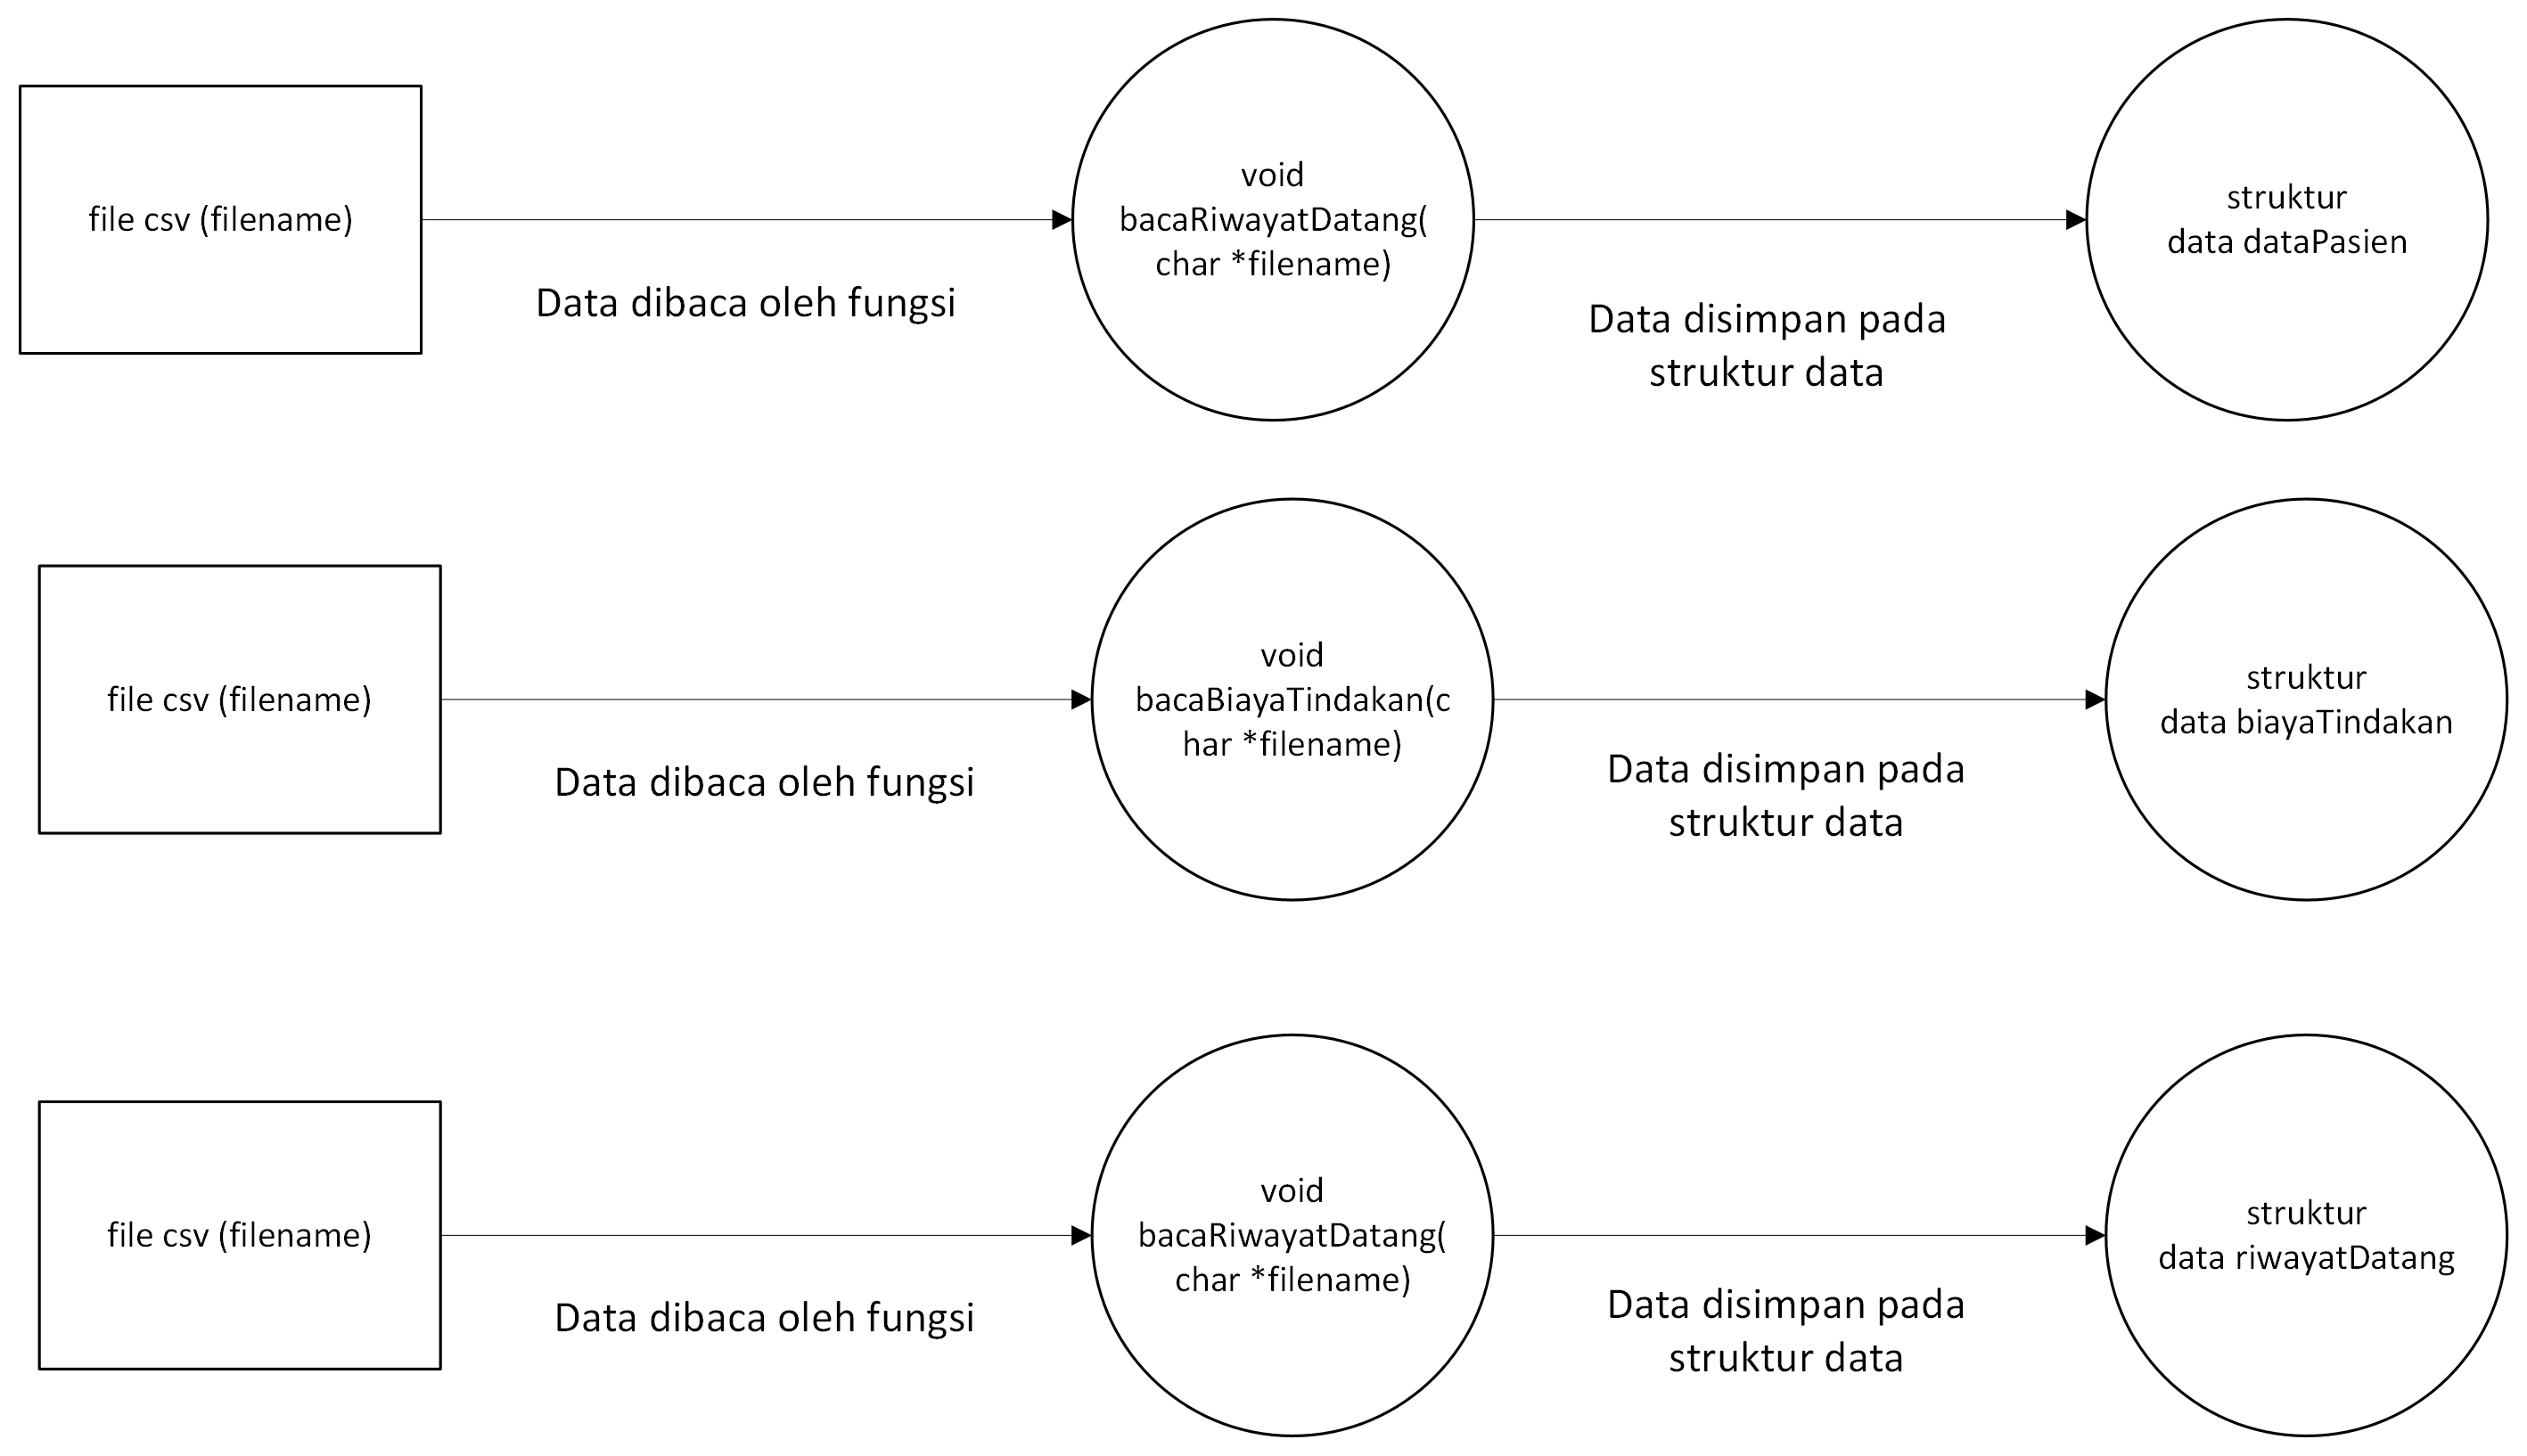 file csv (filename)
Data dibaca oleh fungsi
void
bacaRiwayatDatang(
char *filename)
Data disimpan pada
struktur data
struktur
data dataPasien
file csv (filename)
Data dibaca oleh fungsi
void
bacaBiayaTindakan(c
har *filename)
Data disimpan pada
struktur data
struktur
data biayaTindakan
file csv (filename)
Data dibaca oleh fungsi
void
bacaRiwayatDatang(
char *filename)
Data disimpan pada
struktur data
struktur
data riwayatDatang